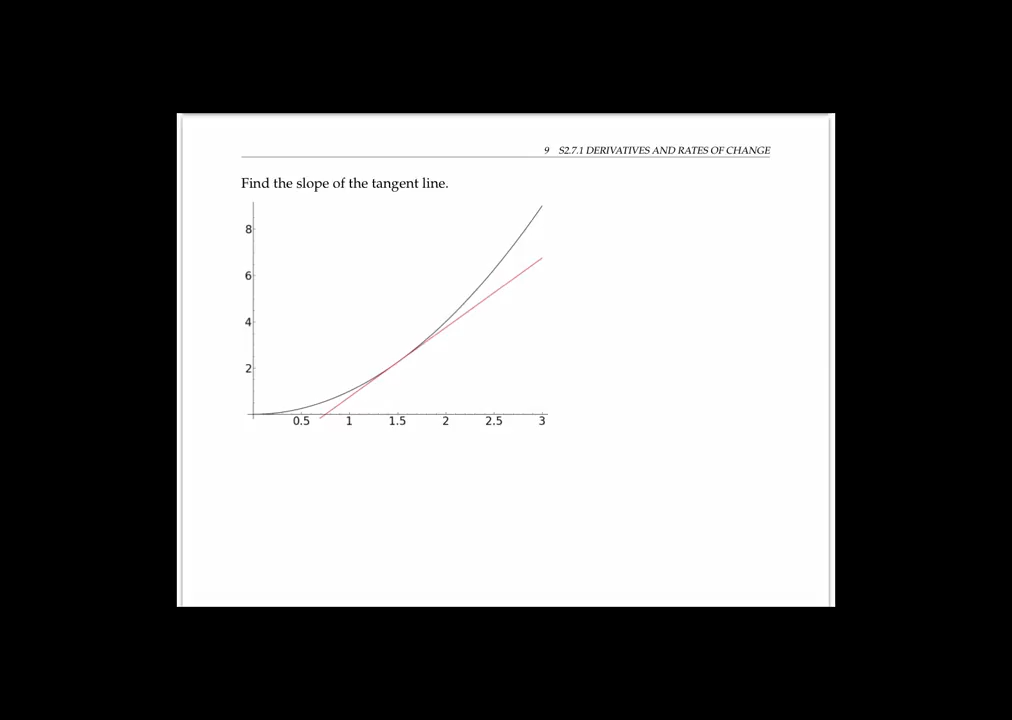 9 S2.7.1 DERIVATIVES AND RATES OF CHANGE
Find the slope of the tangent line.
8
6
4
2
0.5 1 1.5 2 2.5 3